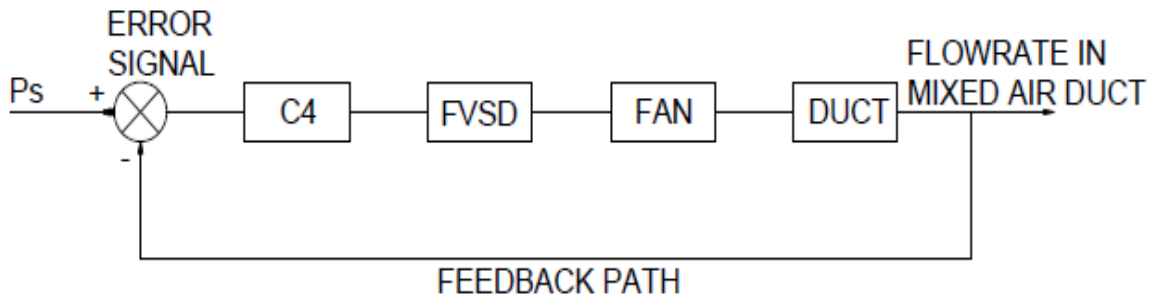 ERROR
SIGNAL
FLOWRATE IN
MIXED AIR DUCT
Ps
+
C4
FVSD
FAN
DUCT
-
FEEDBACK PATH